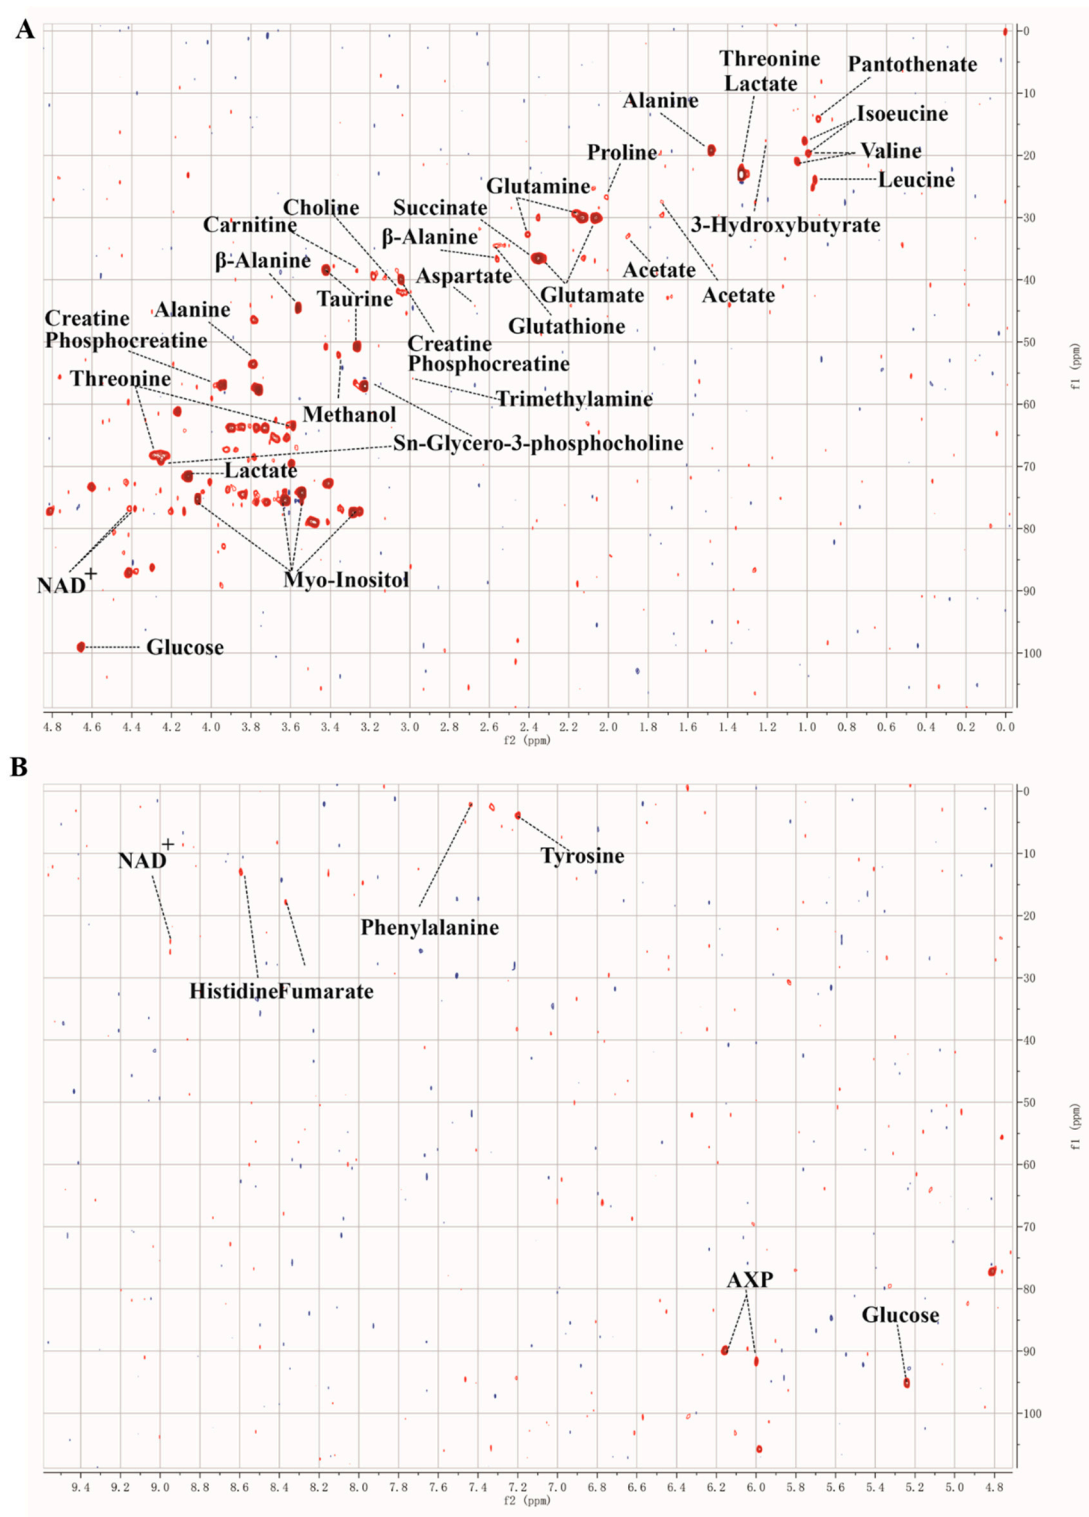 A
Threonine
Lactate
Pantothenate
Alanine
Isoeucine
Proline
Valine
Glutamine
Leucine
Choline
Succinate
Carnitine
3-Hydroxybutyrate
β-Alanine
β-Alanine
Aspartate
Acetate
Taurine
Glutamate
Acetate
Alanine
Glutathione
Creatine
Phosphocreatine
Creatine
Phosphocreatine
Threonine
Trimethylamine
Methanol
Sn-Glycero-3-phosphocholine
Lactate
Myo-Inositol
NAD+
Glucose
0
10
20
30
40
50
60
70
80
90
100
f1 (ppm)
4.8 4.6 4.4 4.2 4.0 3.8 3.6 3.4 3.2 3.0 2.8 2.6 2.4 2.2 2.0 1.8 1.6 1.4 1.2 1.0 0.8 0.6 0.4 0.2 0.0
f2 (ppm)
B
NAD+
Tyrosine
Phenylalanine
HistidineFumarate
AXP
Glucose
0
10
20
30
40
50
60
70
80
90
100
f1 (ppm)
9.4 9.2 9.0 8.8 8.6 8.4 8.2 8.0 7.8 7.6 7.4 7.2 7.0 6.8 6.6 6.4 6.2 6.0 5.8 5.6 5.4 5.2 5.0 4.8
f2 (ppm)